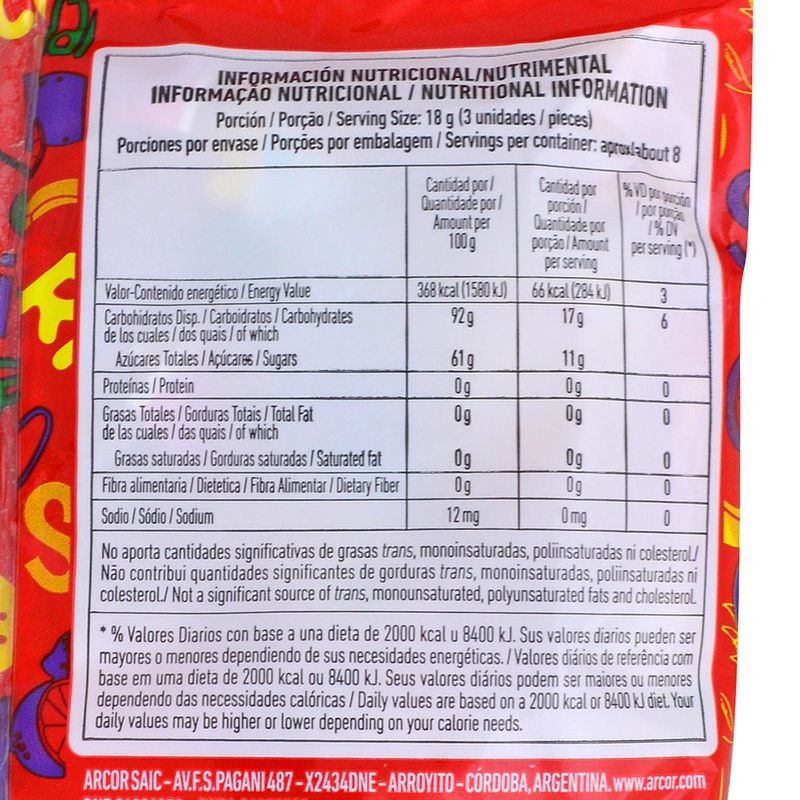 INFORMACIÓN NUTRICIONAL/NUTRIMENTAL
INFORMAÇÃO NUTRICIONAL / NUTRITIONAL INFORMATION
Porción / Porção / Serving Size: 18 g (3 unidades / pieces)
Porciones por envase / Porções por embalagem / Servings per container: aprox/about 8
Cantidad por / Quantidade por / Amount per 100 g
Cantidad por porción / Quantidade por porção / Amount per serving
% VD por porción / por porção / % DV per serving (*)
Valor-Contenido energético / Energy Value 368 kcal (1580 kJ) 66 kcal (284 kJ) 3
Carbohidratos Disp. / Carboidratos / Carbohydrates 92 g 17 g 6
de los cuales / dos quais / of which
Azúcares Totales / Açúcares / Sugars 61 g 11 g
Proteínas / Protein 0 g 0 g 0
Grasas Totales / Gorduras Totais / Total Fat 0g 0g 0
de las cuales / das quais / of which
Grasas saturadas / Gorduras saturadas / Saturated fat 0g 0g 0
Fibra alimentaria / Dietetica / Fibra Alimentar / Dietary Fiber 0 g 0 g 0
Sodio / Sódio / Sodium 12 mg 0 mg 0
No aporta cantidades significativas de grasas trans, monoinsaturadas, poliinsaturadas ni colesterol./
Não contribui quantidades significantes de gorduras trans, monoinsaturadas, poliinsaturadas ni
colesterol./ Not a significant source of trans, monounsaturated, polyunsaturated fats and cholesterol.
* % Valores Diarios con base a una dieta de 2000 kcal u 8400 kJ. Sus valores diarios pueden ser
mayores o menores dependiendo de sus necesidades energéticas. / Valores diários de referência com
base em uma dieta de 2000 kcal ou 8400 kJ. Seus valores diários podem ser maiores ou menores
dependendo das necessidades calóricas / Daily values are based on a 2000 kcal or 8400 kJ diet. Your
daily values may be higher or lower depending on your calorie needs.
ARCOR SAIC - AV.F.S.PAGANI 487 - X2434DNE - ARROYITO - CÓRDOBA, ARGENTINA. www.arcor.com